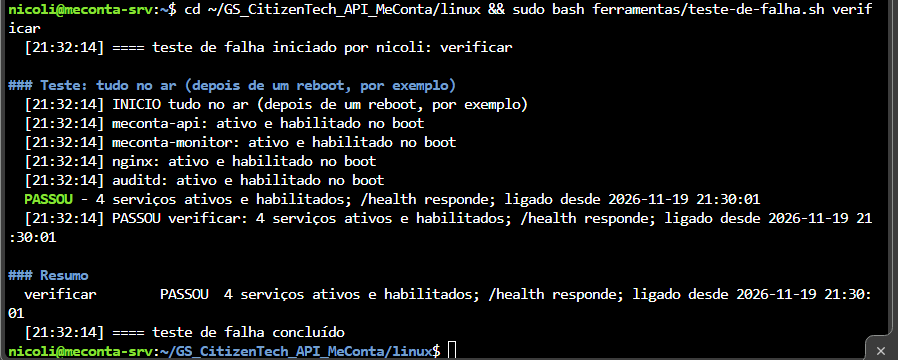 nicoli@meconta-srv:~$ cd ~/GS_CitizenTech_API_MeConta/linux && sudo bash ferramentas/teste-de-falha.sh verif
icar
[21:32:14] ==== teste de falha iniciado por nicoli: verificar
### Teste: tudo no ar (depois de um reboot, por exemplo)
[21:32:14] INICIO tudo no ar (depois de um reboot, por exemplo)
[21:32:14] meconta-api: ativo e habilitado no boot
[21:32:14] meconta-monitor: ativo e habilitado no boot
[21:32:14] nginx: ativo e habilitado no boot
[21:32:14] auditd: ativo e habilitado no boot
PASSOU - 4 serviços ativos e habilitados; /health responde; ligado desde 2026-11-19 21:30:01
[21:32:14] PASSOU verificar: 4 serviços ativos e habilitados; /health responde; ligado desde 2026-11-19 21
:30:01
### Resumo
verificar PASSOU 4 serviços ativos e habilitados; /health responde; ligado desde 2026-11-19 21:30:
01
[21:32:14] ==== teste de falha concluído
nicoli@meconta-srv:~/GS_CitizenTech_API_MeConta/linux$